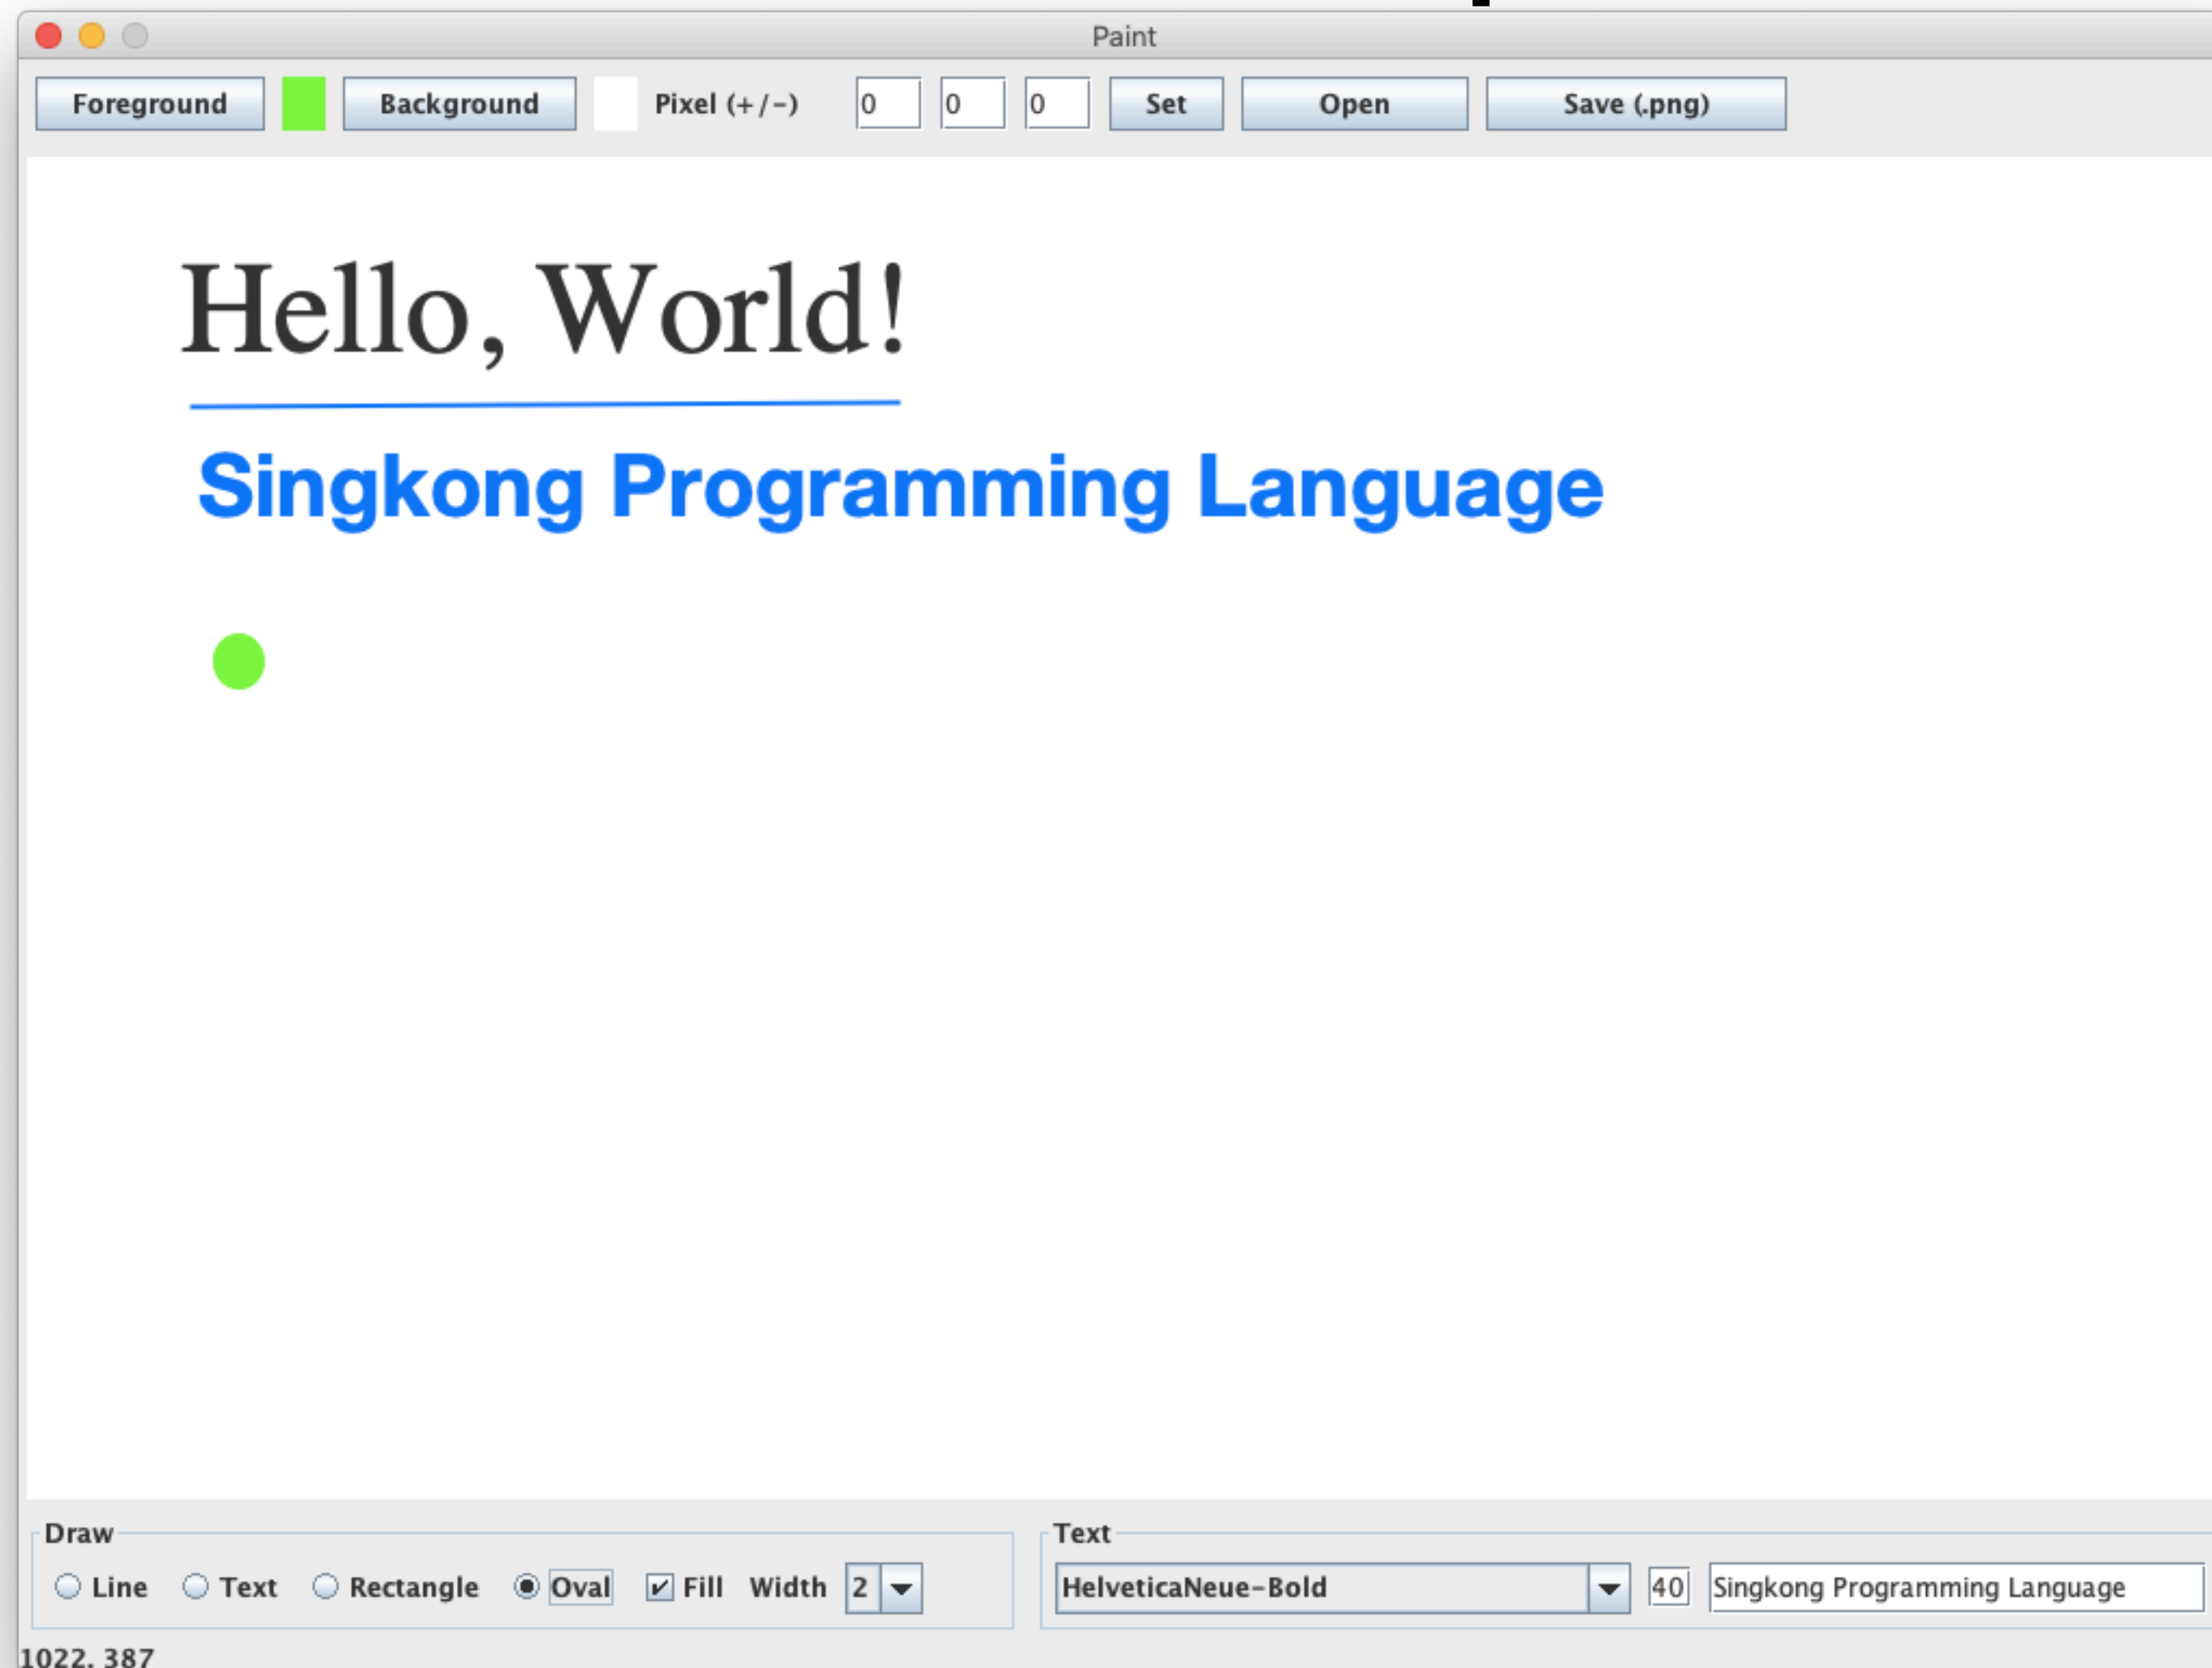 Paint
Foreground Background Pixel (+/-) 0 0 0 Set Open Save (.png)
Hello, World!
Singkong Programming Language
Draw Text
Line Text Rectangle Oval Fill Width 2 HelveticaNeue-Bold 40 Singkong Programming Language
1022, 387